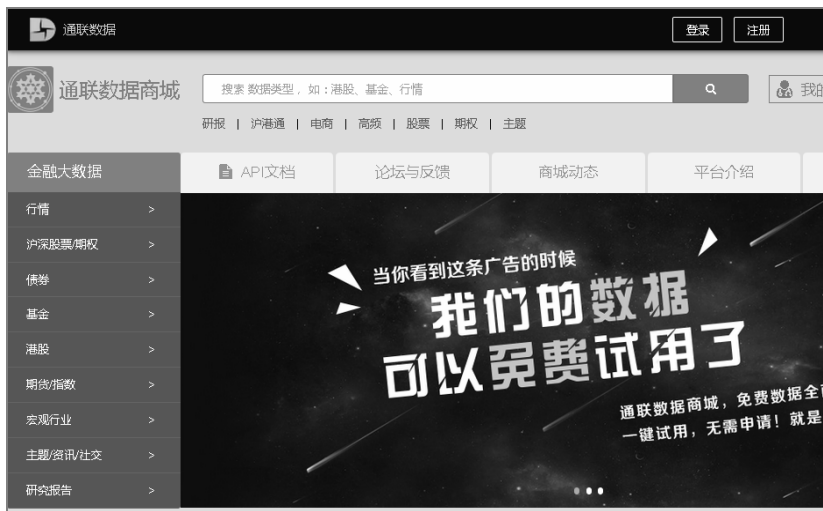 通联数据
登录
注册
通联数据商城
搜索 数据类型，如：港股、基金、行情
我的
研报 | 沪港通 | 电商 | 高频 | 股票 | 期权 | 主题
金融大数据
API文档
论坛与反馈
商城动态
平台介绍
行情 >
沪深股票/期权 >
债券 >
基金 >
港股 >
期货/指数 >
宏观行业 >
主题/资讯/社交 >
研究报告 >
当你看到这条广告的时候
我们的数据
可以免费试用了
通联数据商城，免费数据全
一键试用，无需申请！就是